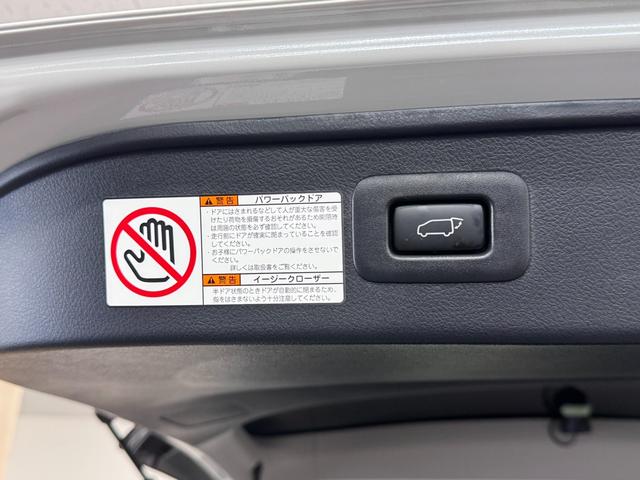 警告 パワーバックドア
・ドアにはさまれるなどして人が重大な傷害を受
けたり荷物を損傷するおそれがあるため開閉時
は周囲の状態を必ず確認してください。
・走行前にドアが確実に閉まっていることを確認
してください。
・お子様にパワーバックドアの操作をさせないで
ください。
詳しくは取扱書をご覧ください。
警告 イージークローザー
半ドア状態のときドアが自動的に閉まるため、
指をはさまないよう十分注意してください。